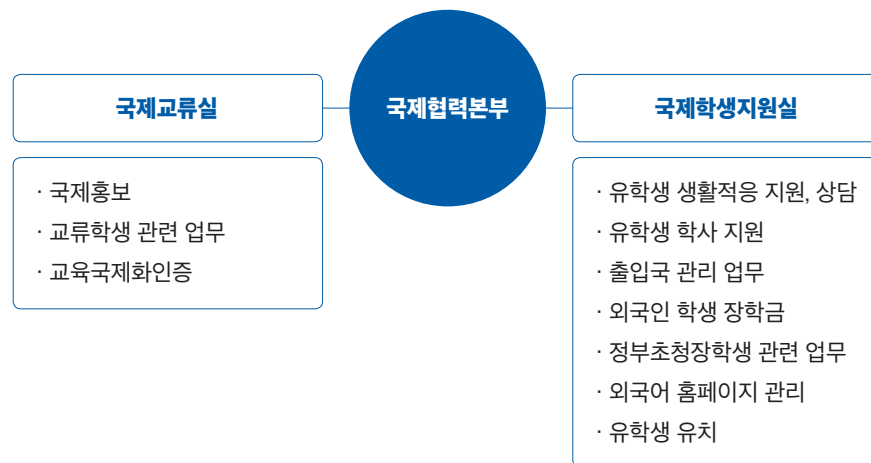 국제협력본부
국제교류실
· 국제홍보
· 교류학생 관련 업무
· 교육국제화인증
국제학생지원실
· 유학생 생활적응 지원, 상담
· 유학생 학사 지원
· 출입국 관리 업무
· 외국인 학생 장학금
· 정부초청장학생 관련 업무
· 외국어 홈페이지 관리
· 유학생 유치